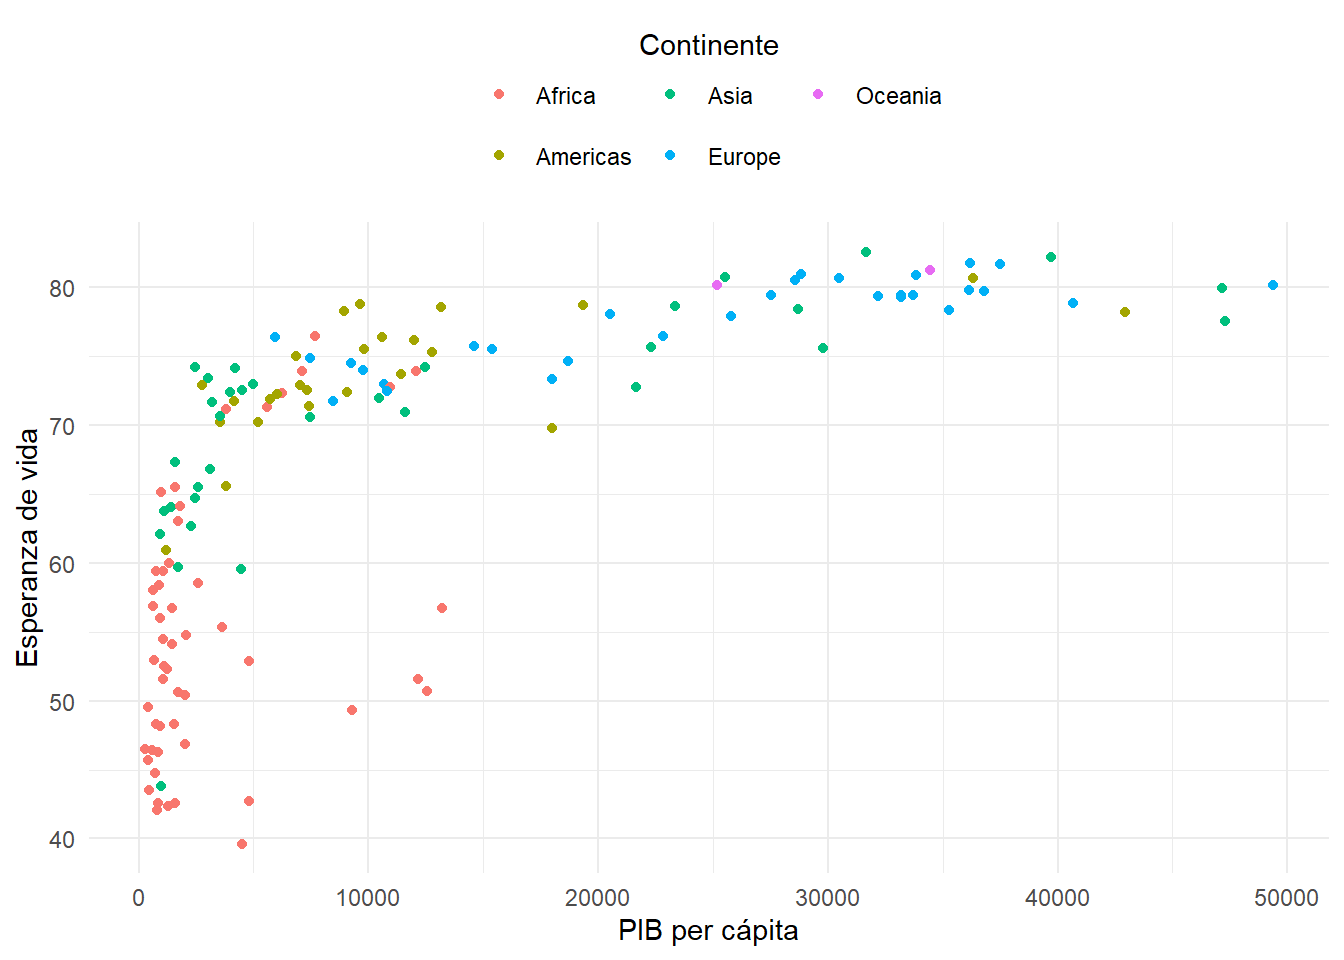 Continente
Africa Asia Oceania
Americas Europe
80
70
60
50
40
Esperanza de vida
0 10000 20000 30000 40000 50000
PIB per cápita